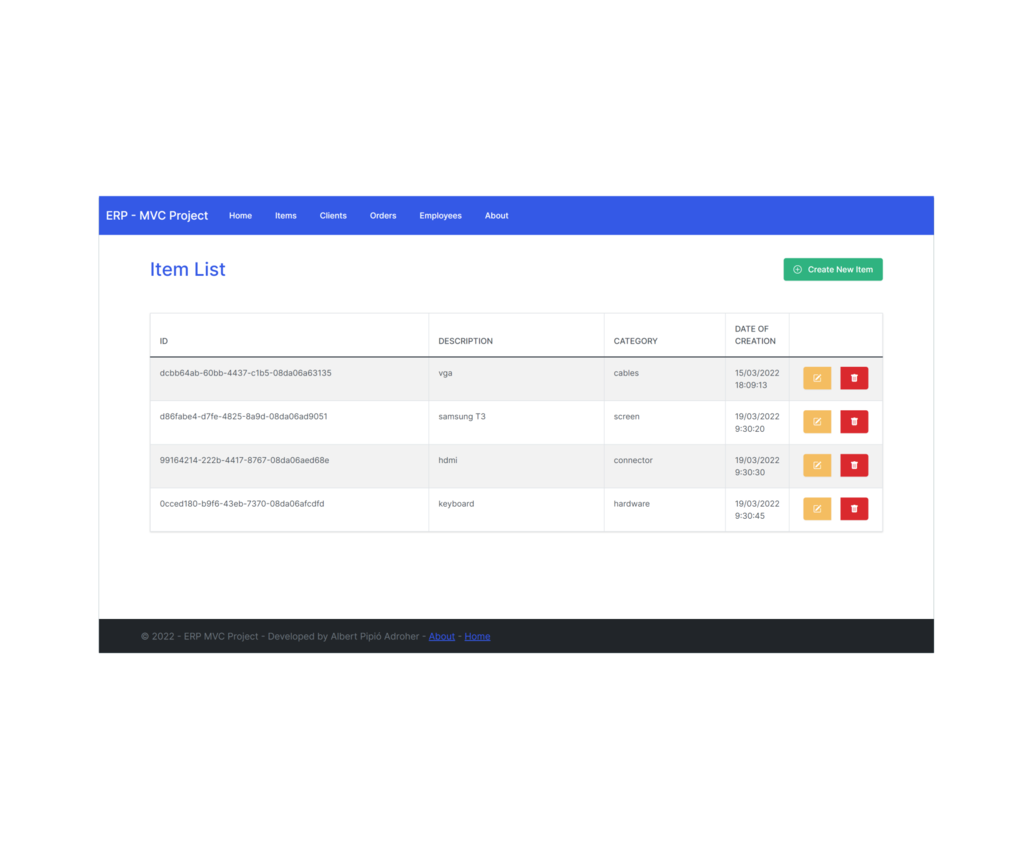 ERP - MVC Project Home Items Clients Orders Employees About
Item List
Create New Item
ID DESCRIPTION CATEGORY DATE OF CREATION
dcbb64ab-60bb-4437-c1b5-08da06a63135 vga cables 15/03/2022 18:09:13
d86fabe4-d7fe-4825-8a9d-08da06ad9051 samsung T3 screen 19/03/2022 9:30:20
99164214-222b-4417-8767-08da06aed68e hdmi connector 19/03/2022 9:30:30
0cced180-b9f6-43eb-7370-08da06afcdfd keyboard hardware 19/03/2022 9:30:45
© 2022 - ERP MVC Project - Developed by Albert Pipió Adroher - About - Home